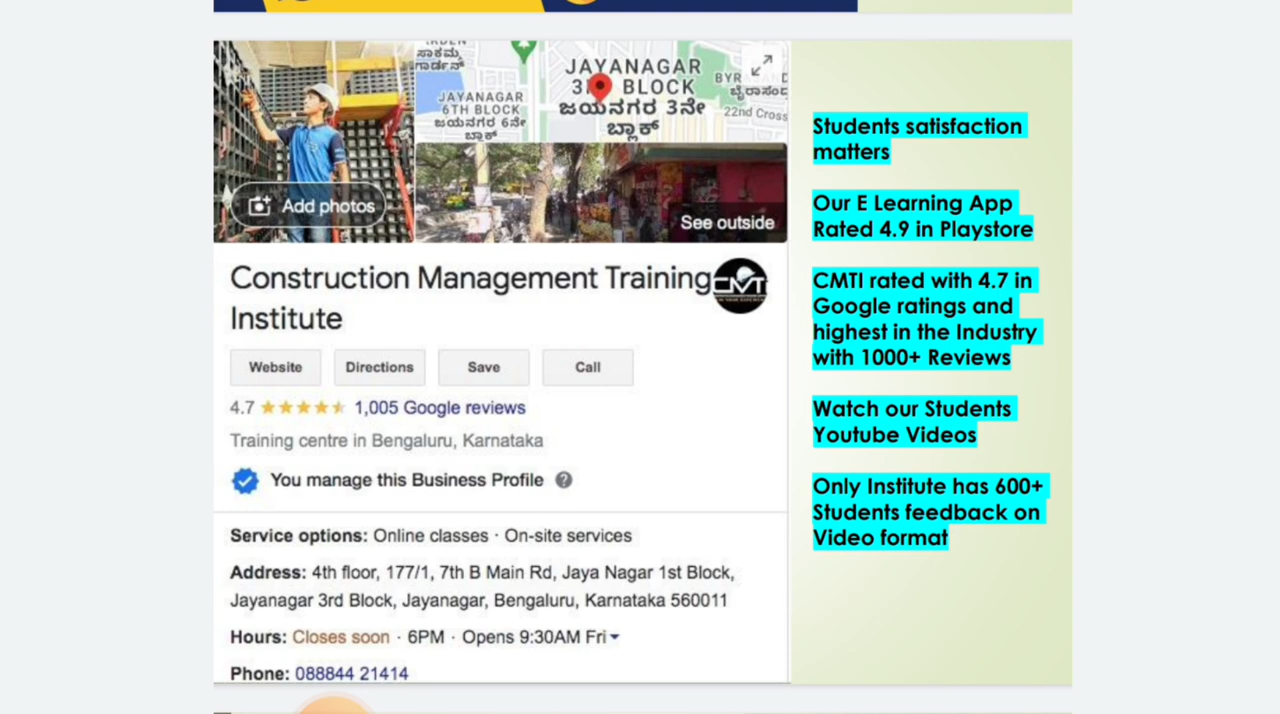 ಸಾಕಮ್ಮ
ಗಾರ್ಡನ್
JAYANAGAR
3RD BLOCK
ಜಯನಗರ 3ನೇ
ಬ್ಲಾಕ್
JAYANAGAR
6TH BLOCK
ಜಯನಗರ 6ನೇ
ಬ್ಲಾಕ್
22nd Cross
Add photos
See outside
Construction Management Training
Institute
CMTI
Website
Directions
Save
Call
4.7 1,005 Google reviews
Training centre in Bengaluru, Karnataka
You manage this Business Profile
Service options: Online classes · On-site services
Address: 4th floor, 177/1, 7th B Main Rd, Jaya Nagar 1st Block,
Jayanagar 3rd Block, Jayanagar, Bengaluru, Karnataka 560011
Hours: Closes soon · 6PM · Opens 9:30AM Fri
Phone: 088844 21414
Students satisfaction
matters
Our E Learning App
Rated 4.9 in Playstore
CMTI rated with 4.7 in
Google ratings and
highest in the Industry
with 1000+ Reviews
Watch our Students
Youtube Videos
Only Institute has 600+
Students feedback on
Video format